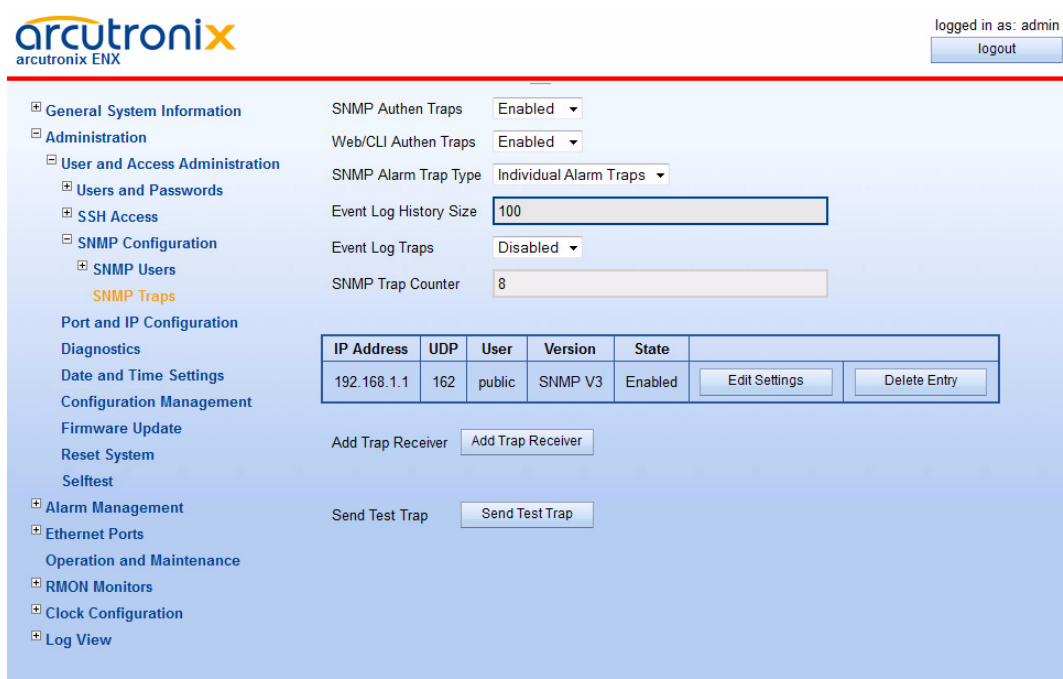 arcutronix
arcutronix ENX
logged in as: admin
logout
General System Information
Administration
User and Access Administration
Users and Passwords
SSH Access
SNMP Configuration
SNMP Users
SNMP Traps
Port and IP Configuration
Diagnostics
Date and Time Settings
Configuration Management
Firmware Update
Reset System
Selftest
Alarm Management
Ethernet Ports
Operation and Maintenance
RMON Monitors
Clock Configuration
Log View
SNMP Authen Traps Enabled
Web/CLI Authen Traps Enabled
SNMP Alarm Trap Type Individual Alarm Traps
Event Log History Size 100
Event Log Traps Disabled
SNMP Trap Counter 8
IP Address UDP User Version State
192.168.1.1 162 public SNMP V3 Enabled Edit Settings Delete Entry
Add Trap Receiver Add Trap Receiver
Send Test Trap Send Test Trap